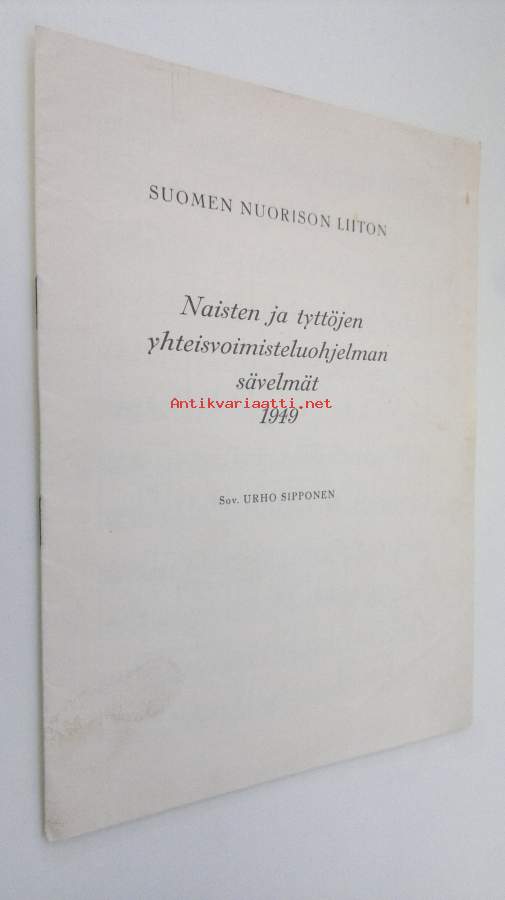 SUOMEN NUORISON LIITON
Naisten ja tyttöjen
yhteisvoimisteluohjelman
sävelmät
Antikvariaatti.net
1949
Sov. URHO SIPPONEN